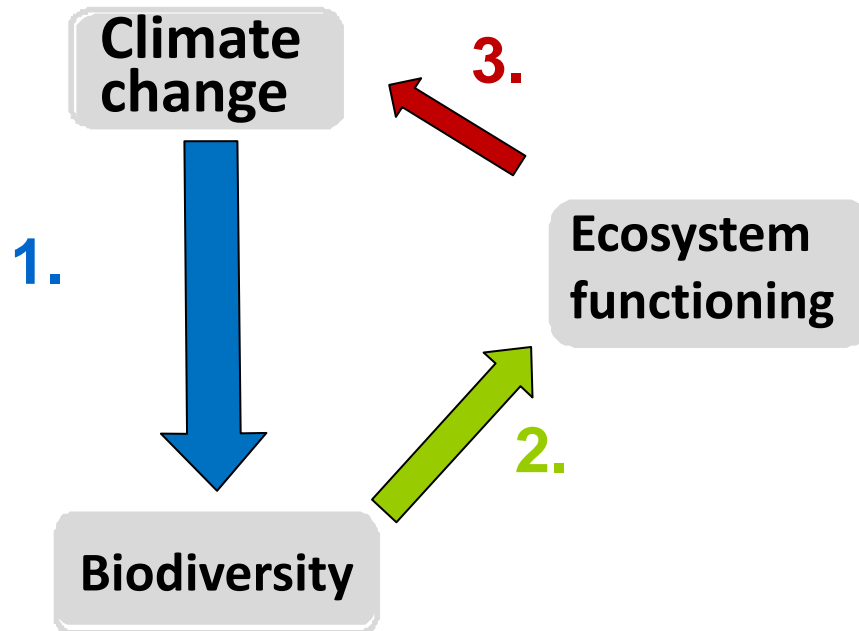 Climate
change
3.
1.
Ecosystem
functioning
2.
Biodiversity